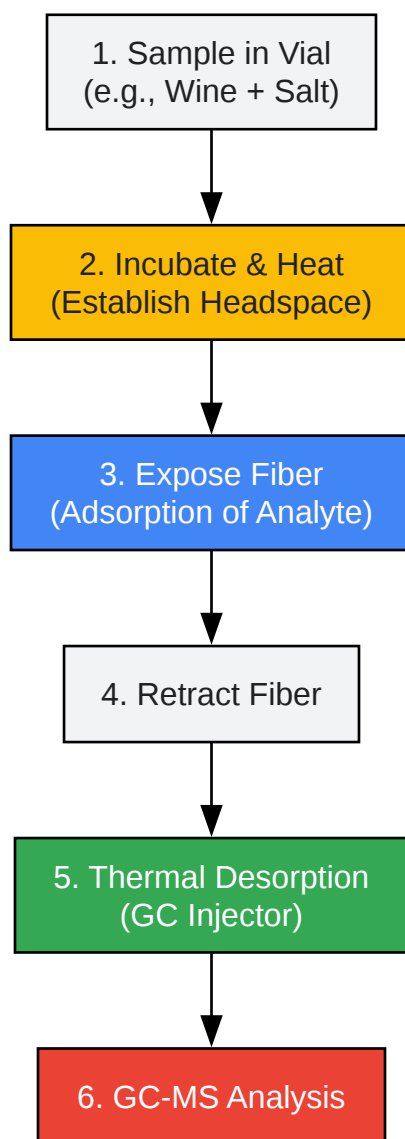 1. Sample in Vial
(e.g., Wine + Salt)
2. Incubate & Heat
(Establish Headspace)
3. Expose Fiber
(Adsorption of Analyte)
4. Retract Fiber
5. Thermal Desorption
(GC Injector)
6. GC-MS Analysis